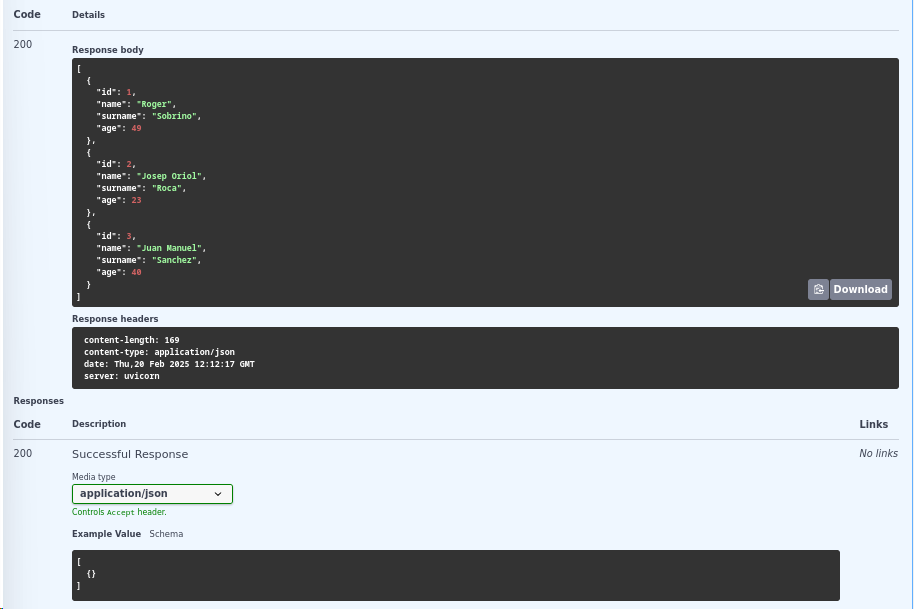 Code Details
200
Response body
[
  {
    "id": 1,
    "name": "Roger",
    "surname": "Sobrino",
    "age": 49
  },
  {
    "id": 2,
    "name": "Josep Oriol",
    "surname": "Roca",
    "age": 23
  },
  {
    "id": 3,
    "name": "Juan Manuel",
    "surname": "Sanchez",
    "age": 40
  }
]
Download
Response headers
content-length: 169
content-type: application/json
date: Thu,20 Feb 2025 12:12:17 GMT
server: uvicorn
Responses
Code Description Links
200 Successful Response No links
Media type
application/json
Controls Accept header.
Example Value Schema
[
  {}
]